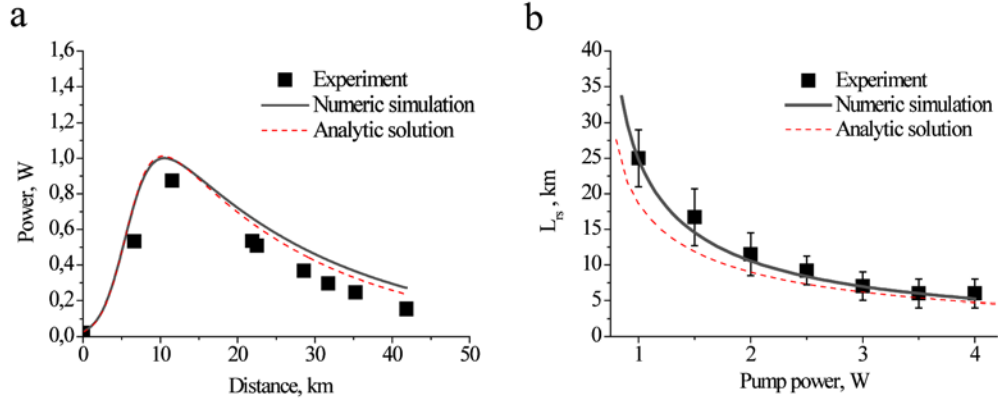 a
1,6
1,4
1,2
1,0
0,8
0,6
0,4
0,2
0,0
Power, W
0
10
20
30
40
50
Distance, km
Experiment
Numeric simulation
Analytic solution
b
40
35
30
25
20
15
10
5
0
L_rs, km
1
2
3
4
Pump power, W
Experiment
Numeric simulation
Analytic solution